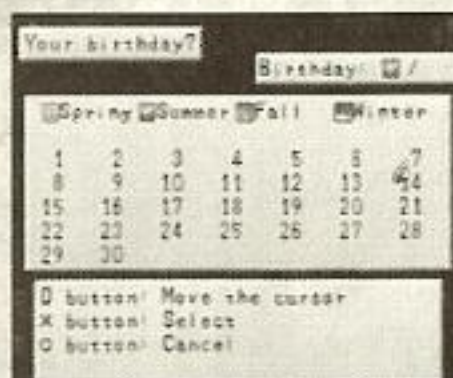 Your birthday?
Birthday: /
Spring Summer Fall Winter
1 2 3 4 5 6 7
8 9 10 11 12 13 14
15 16 17 18 19 20 21
22 23 24 25 26 27 28
29 30
D button: Move the cursor
X button: Select
O button: Cancel